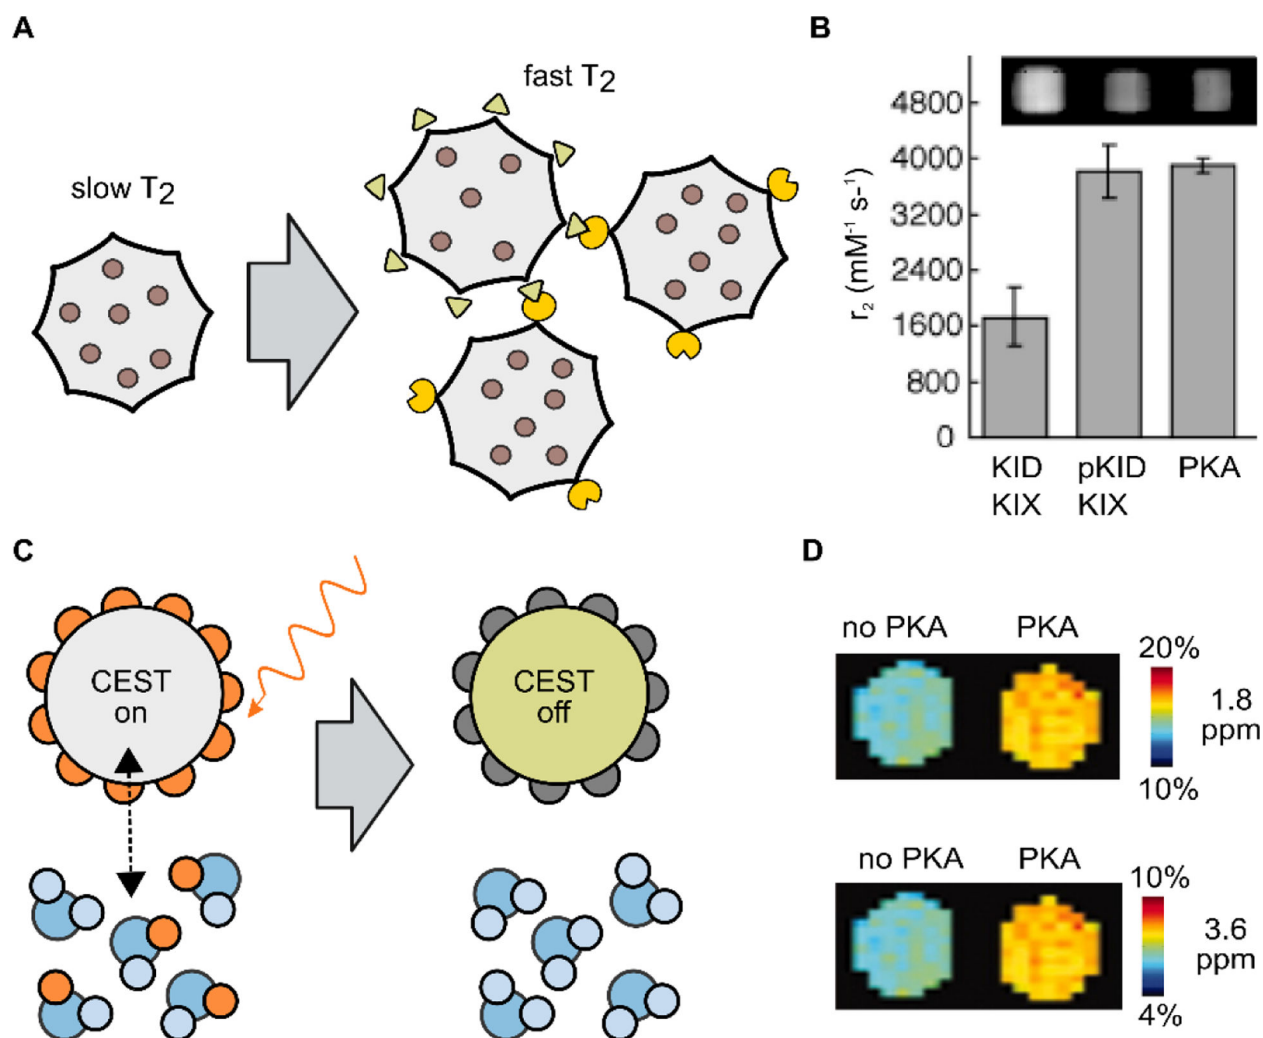 A
slow T2
fast T2
B
4800
4000
3200
2400
1600
800
0
r2 (mM-1 s-1)
KID
KIX
pKID
KIX
PKA
C
CEST
on
CEST
off
D
no PKA
PKA
20%
1.8
ppm
10%
no PKA
PKA
10%
3.6
ppm
4%